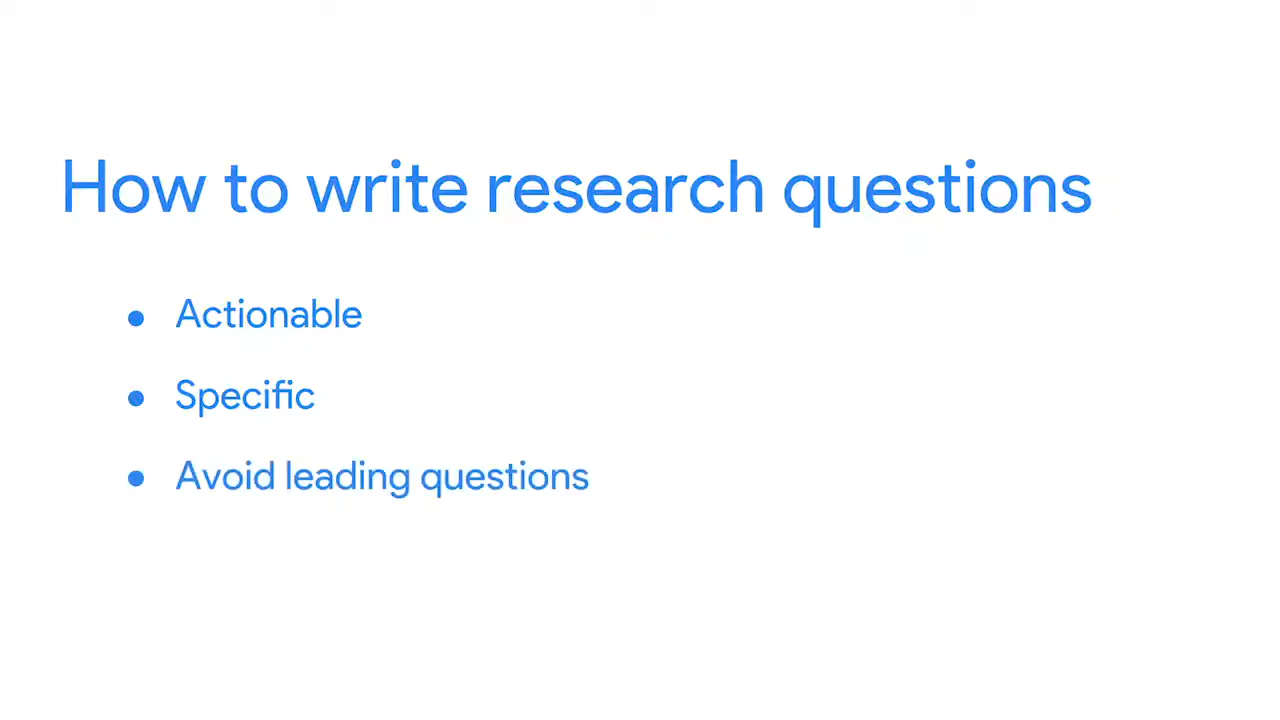 How to write research questions
● Actionable
● Specific
● Avoid leading questions